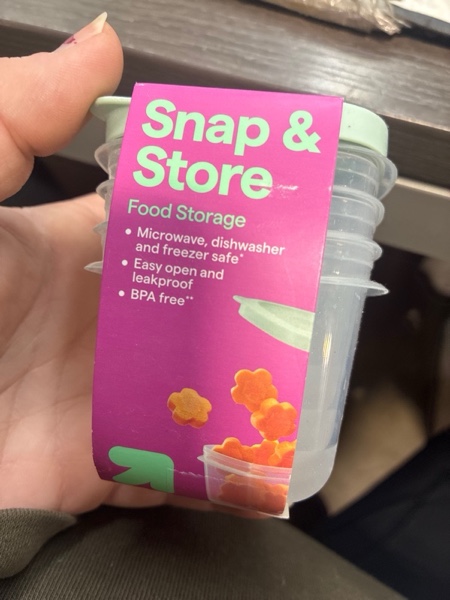 Snap &
Store
Food Storage
• Microwave, dishwasher
and freezer safe*
• Easy open and
leakproof
• BPA free**